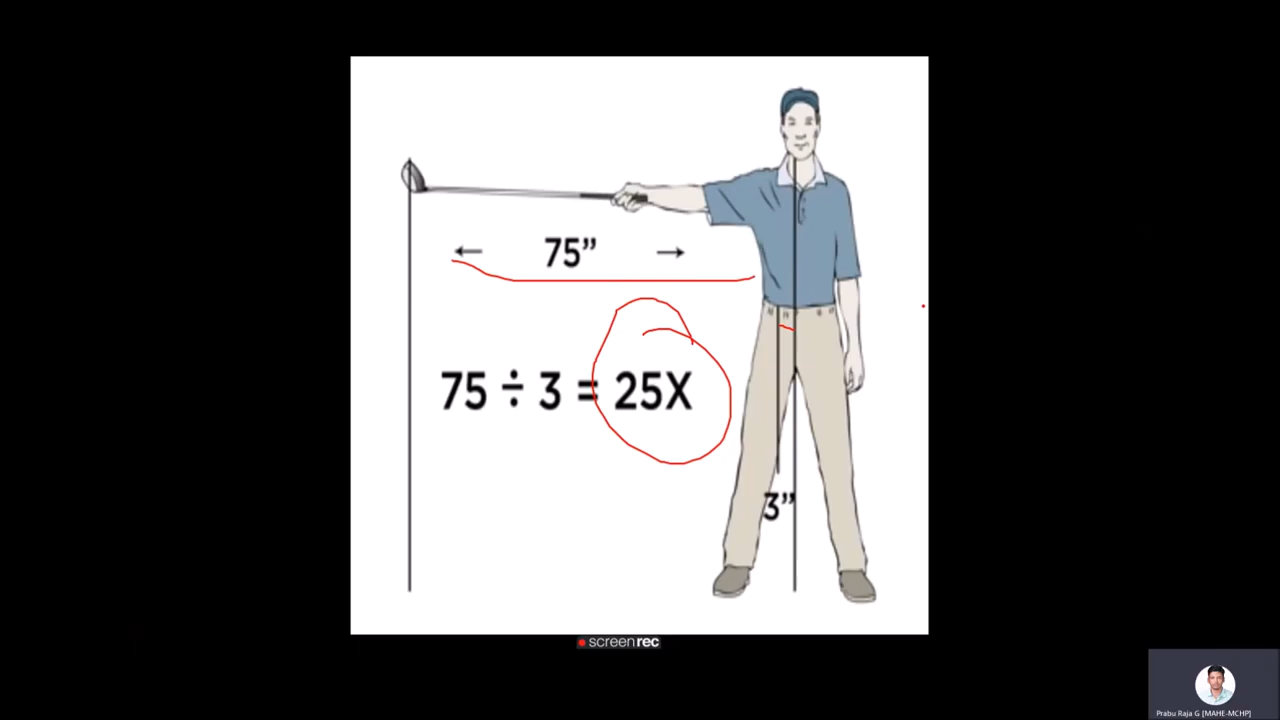 75”
75 ÷ 3 = 25X
3”
screenrec
Prabu Raja G [MAHE-MCHP]